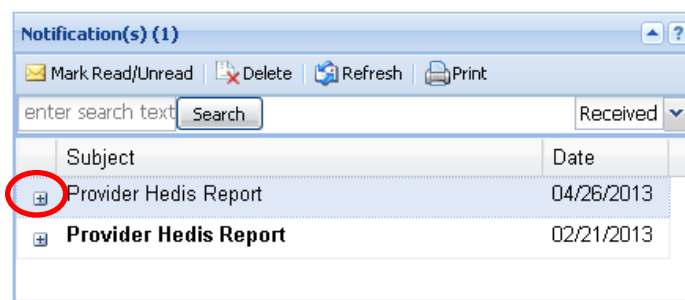 Notification(s) (1) ?
Mark Read/Unread Delete Refresh Print
enter search text Search Received
Subject Date
Provider Hedis Report 04/26/2013
Provider Hedis Report 02/21/2013